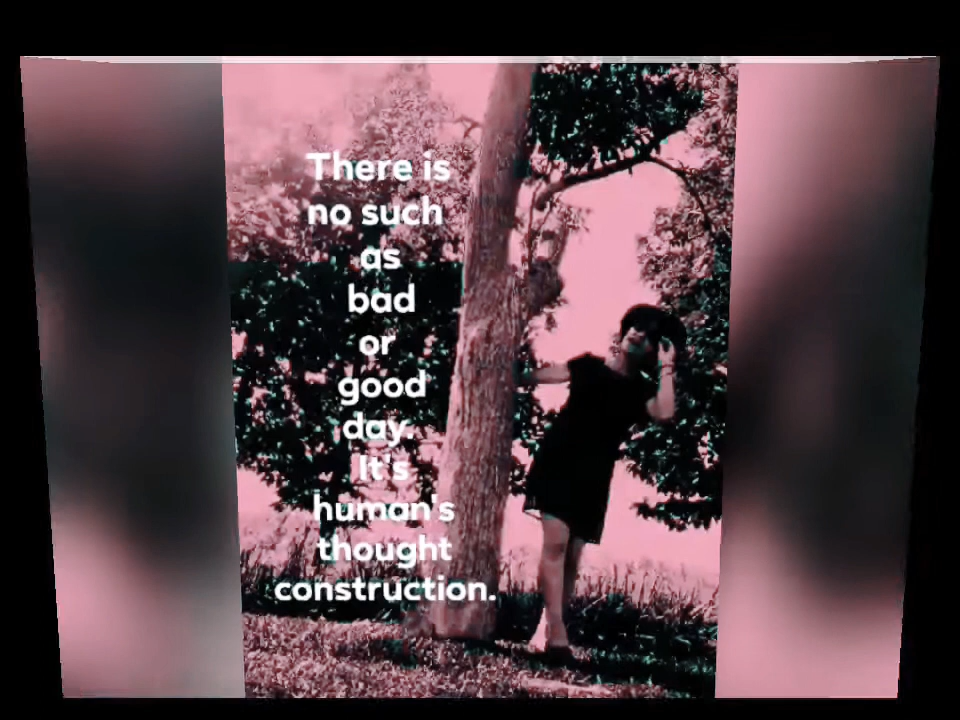 There is
no such
as
bad
or
good
day.
It's
human's
thought
construction.